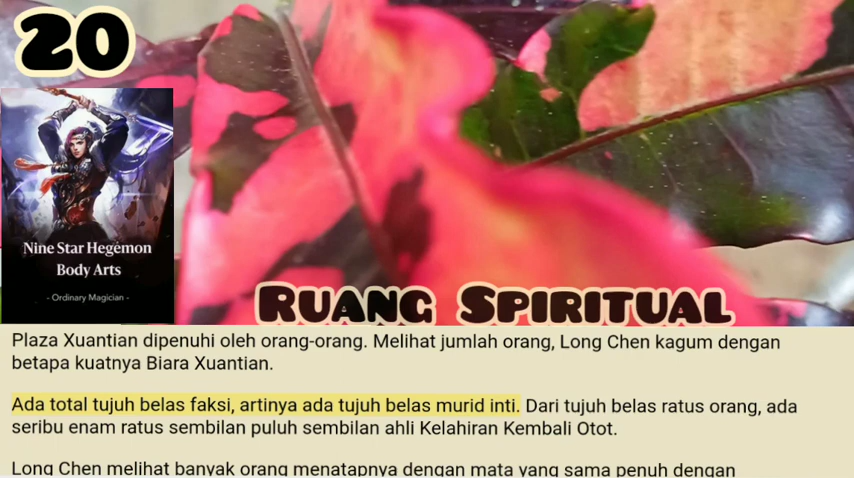 20
Nine Star Hegemon
Body Arts
- Ordinary Magician -
RUANG SPIRITUAL
Plaza Xuantian dipenuhi oleh orang-orang. Melihat jumlah orang, Long Chen kagum dengan
betapa kuatnya Biara Xuantian.
Ada total tujuh belas faksi, artinya ada tujuh belas murid inti. Dari tujuh belas ratus orang, ada
seribu enam ratus sembilan puluh sembilan ahli Kelahiran Kembali Otot.
Long Chen melihat banyak orang menatapnya dengan mata yang sama penuh dengan